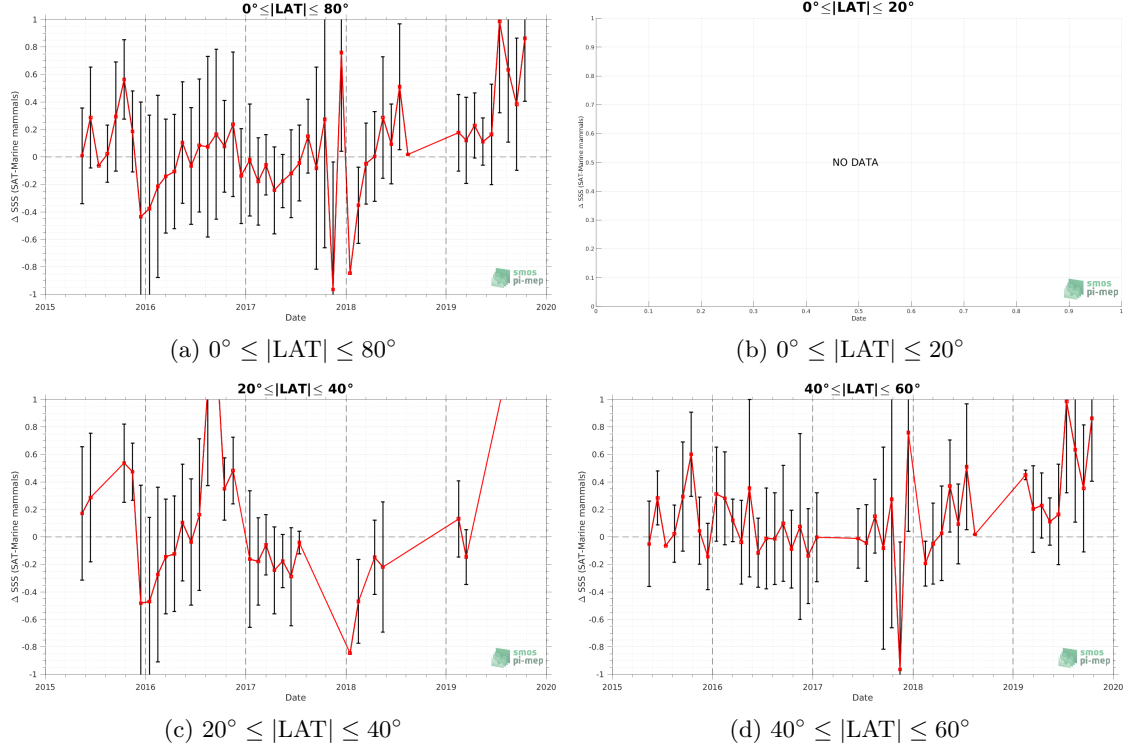 0°≤|LAT|≤ 80°
Δ SSS (SAT-Marine mammals)
1
0.8
0.6
0.4
0.2
0
-0.2
-0.4
-0.6
-0.8
-1
2015
2016
2017
2018
2019
2020
Date
smos
pi-mep
(a) 0° ≤ |LAT| ≤ 80°
0°≤|LAT|≤ 20°
Δ SSS (SAT-Marine mammals)
1
0.9
0.8
0.7
0.6
0.5
0.4
0.3
0.2
0.1
0
NO DATA
0
0.1
0.2
0.3
0.4
0.5
0.6
0.7
0.8
0.9
1
Date
smos
pi-mep
(b) 0° ≤ |LAT| ≤ 20°
20°≤|LAT|≤ 40°
Δ SSS (SAT-Marine mammals)
1
0.8
0.6
0.4
0.2
0
-0.2
-0.4
-0.6
-0.8
-1
2015
2016
2017
2018
2019
2020
Date
smos
pi-mep
(c) 20° ≤ |LAT| ≤ 40°
40°≤|LAT|≤ 60°
Δ SSS (SAT-Marine mammals)
1
0.8
0.6
0.4
0.2
0
-0.2
-0.4
-0.6
-0.8
-1
2015
2016
2017
2018
2019
2020
Date
smos
pi-mep
(d) 40° ≤ |LAT| ≤ 60°